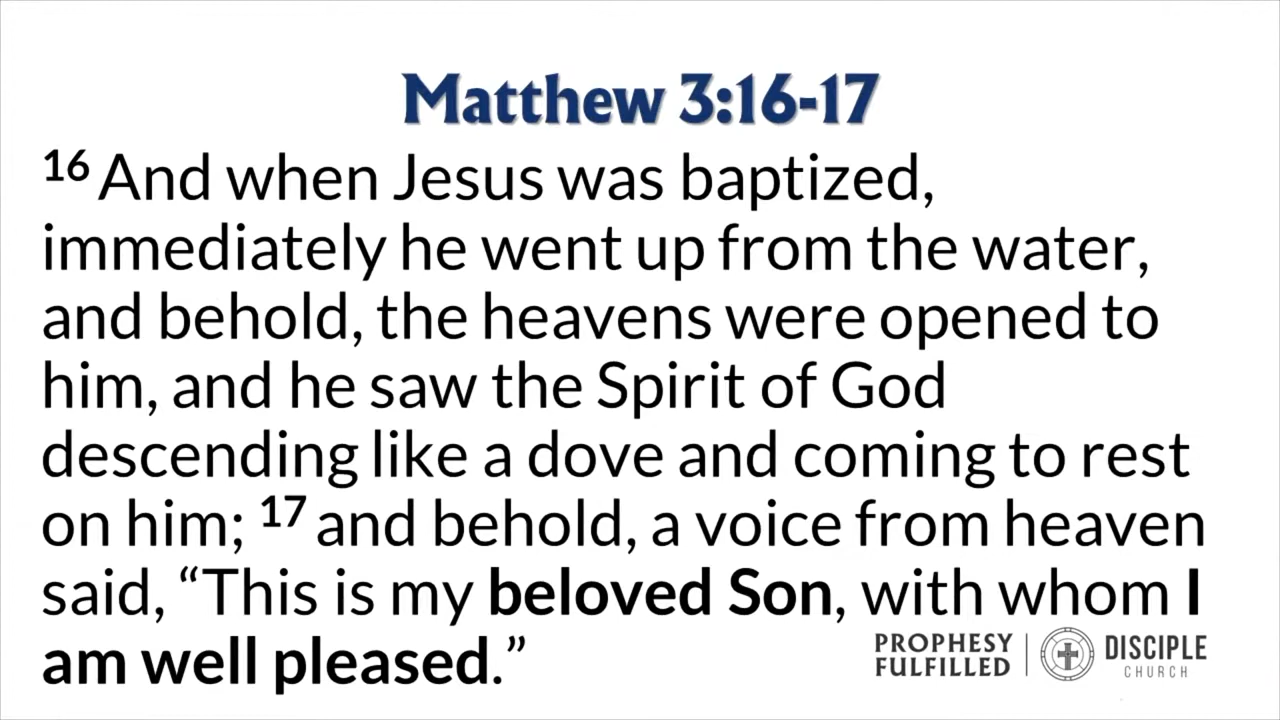 Matthew 3:16-17
16 And when Jesus was baptized,
immediately he went up from the water,
and behold, the heavens were opened to
him, and he saw the Spirit of God
descending like a dove and coming to rest
on him; 17 and behold, a voice from heaven
said, “This is my beloved Son, with whom I
am well pleased.”
PROPHESY
FULFILLED
DISCIPLE
CHURCH